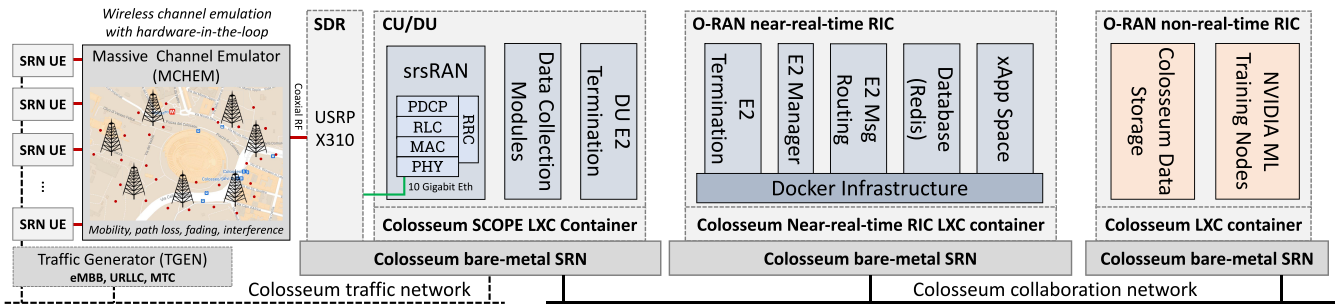 Wireless channel emulation
with hardware-in-the-loop
SRN UE
SRN UE
SRN UE
...
SRN UE
Massive Channel Emulator
(MCHEM)
Mobility, path loss, fading, interference
Traffic Generator (TGEN)
eMBB, URLLC, MTC
Coaxial RF
SDR
USRP
X310
CU/DU
srsRAN
PDCP
RLC
MAC
PHY
RRC
10 Gigabit Eth
Data Collection
Modules
DU E2
Termination
Colosseum SCOPE LXC Container
Colosseum bare-metal SRN
O-RAN near-real-time RIC
E2
Termination
E2 Manager
E2 Msg
Routing
Database
(Redis)
xApp Space
Docker Infrastructure
Colosseum Near-real-time RIC LXC container
Colosseum bare-metal SRN
O-RAN non-real-time RIC
Colosseum Data
Storage
NVIDIA ML
Training Nodes
Colosseum LXC container
Colosseum bare-metal SRN
Colosseum traffic network
Colosseum collaboration network